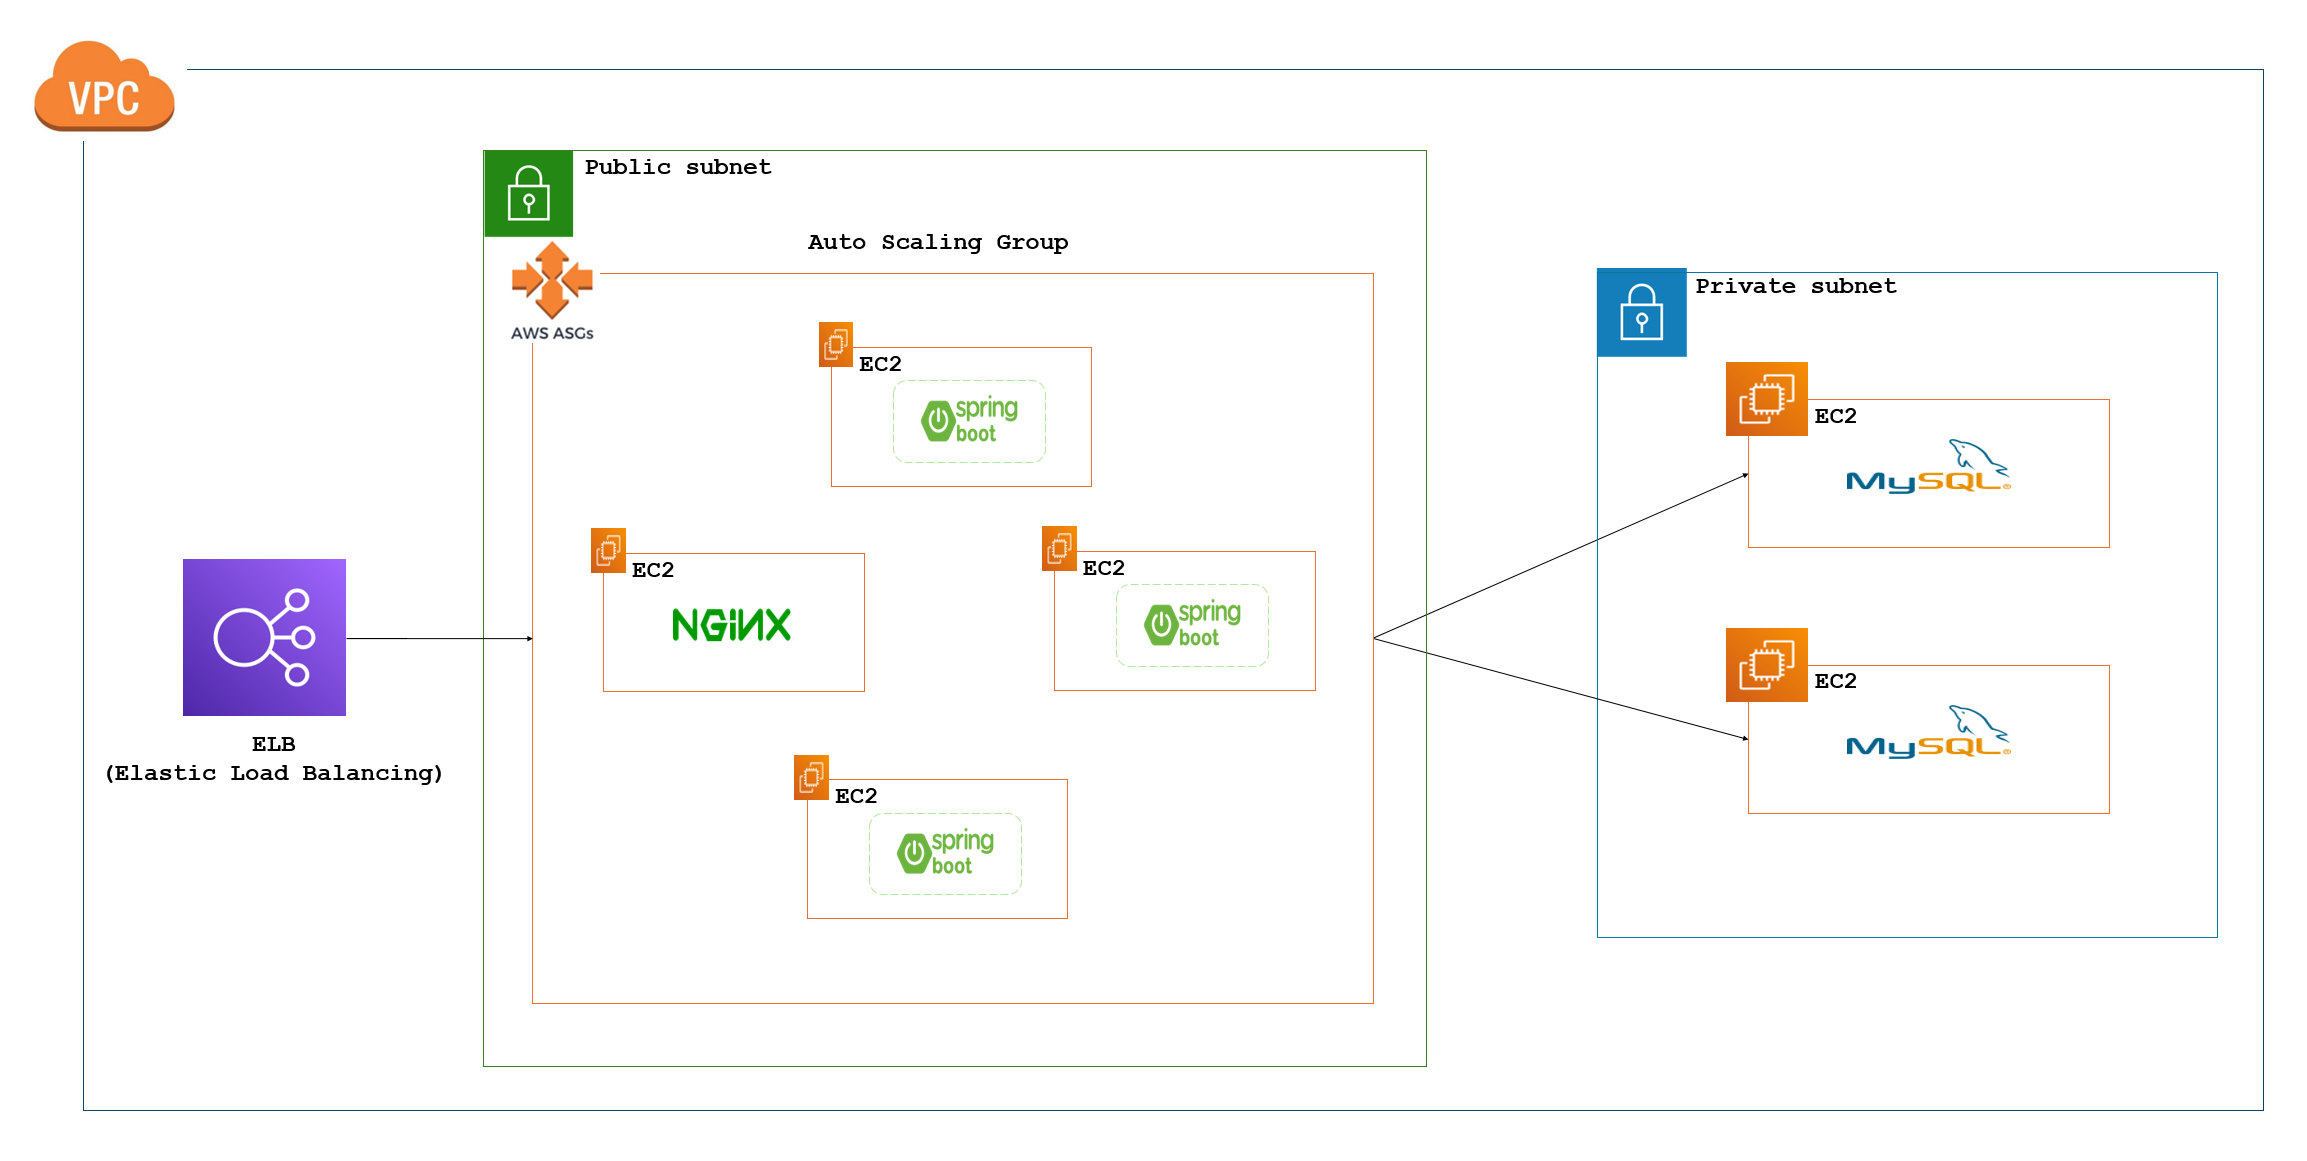 VPC
Public subnet
Auto Scaling Group
AWS ASGs
EC2
spring
boot
EC2
NGiNX
EC2
spring
boot
EC2
spring
boot
ELB
(Elastic Load Balancing)
Private subnet
EC2
MySQL®
EC2
MySQL®